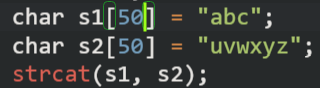 char s1[50] = "abc";
char s2[50] = "uvwxyz";
strcat(s1, s2);